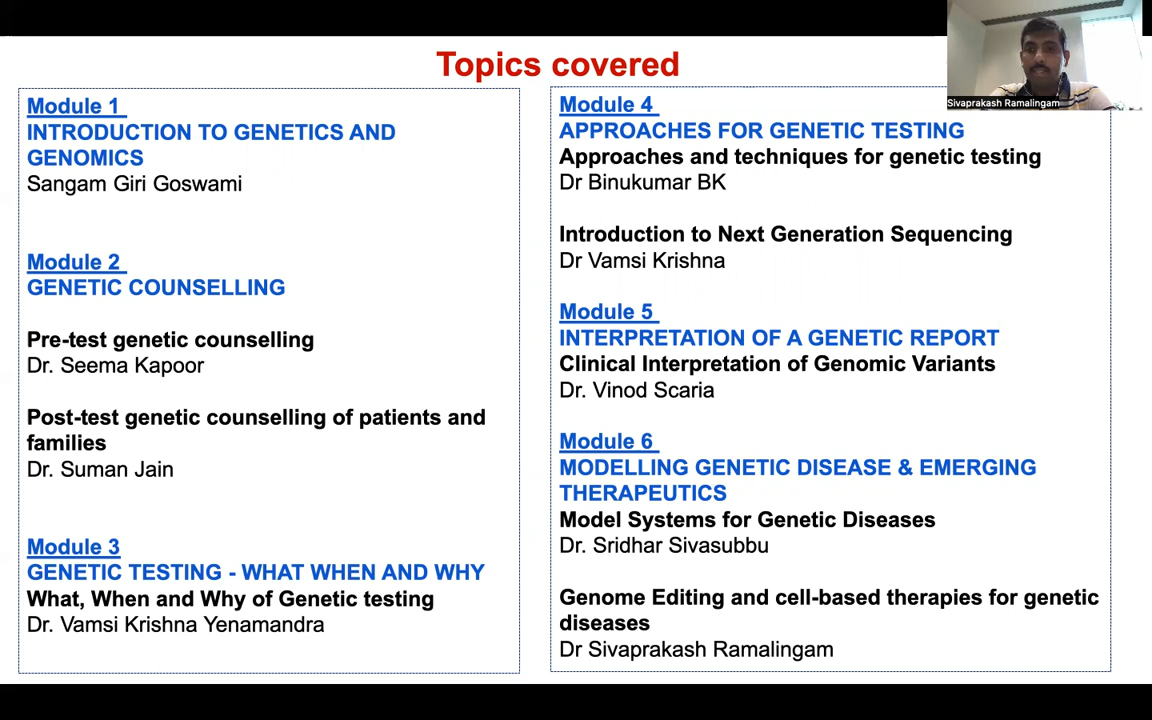 Topics covered
Module 1
INTRODUCTION TO GENETICS AND
GENOMICS
Sangam Giri Goswami
Module 2
GENETIC COUNSELLING
Pre-test genetic counselling
Dr. Seema Kapoor
Post-test genetic counselling of patients and
families
Dr. Suman Jain
Module 3
GENETIC TESTING - WHAT WHEN AND WHY
What, When and Why of Genetic testing
Dr. Vamsi Krishna Yenamandra
Module 4
APPROACHES FOR GENETIC TESTING
Approaches and techniques for genetic testing
Dr Binukumar BK
Introduction to Next Generation Sequencing
Dr Vamsi Krishna
Module 5
INTERPRETATION OF A GENETIC REPORT
Clinical Interpretation of Genomic Variants
Dr. Vinod Scaria
Module 6
MODELLING GENETIC DISEASE & EMERGING
THERAPEUTICS
Model Systems for Genetic Diseases
Dr. Sridhar Sivasubbu
Genome Editing and cell-based therapies for genetic
diseases
Dr Sivaprakash Ramalingam
Sivaprakash Ramalingam